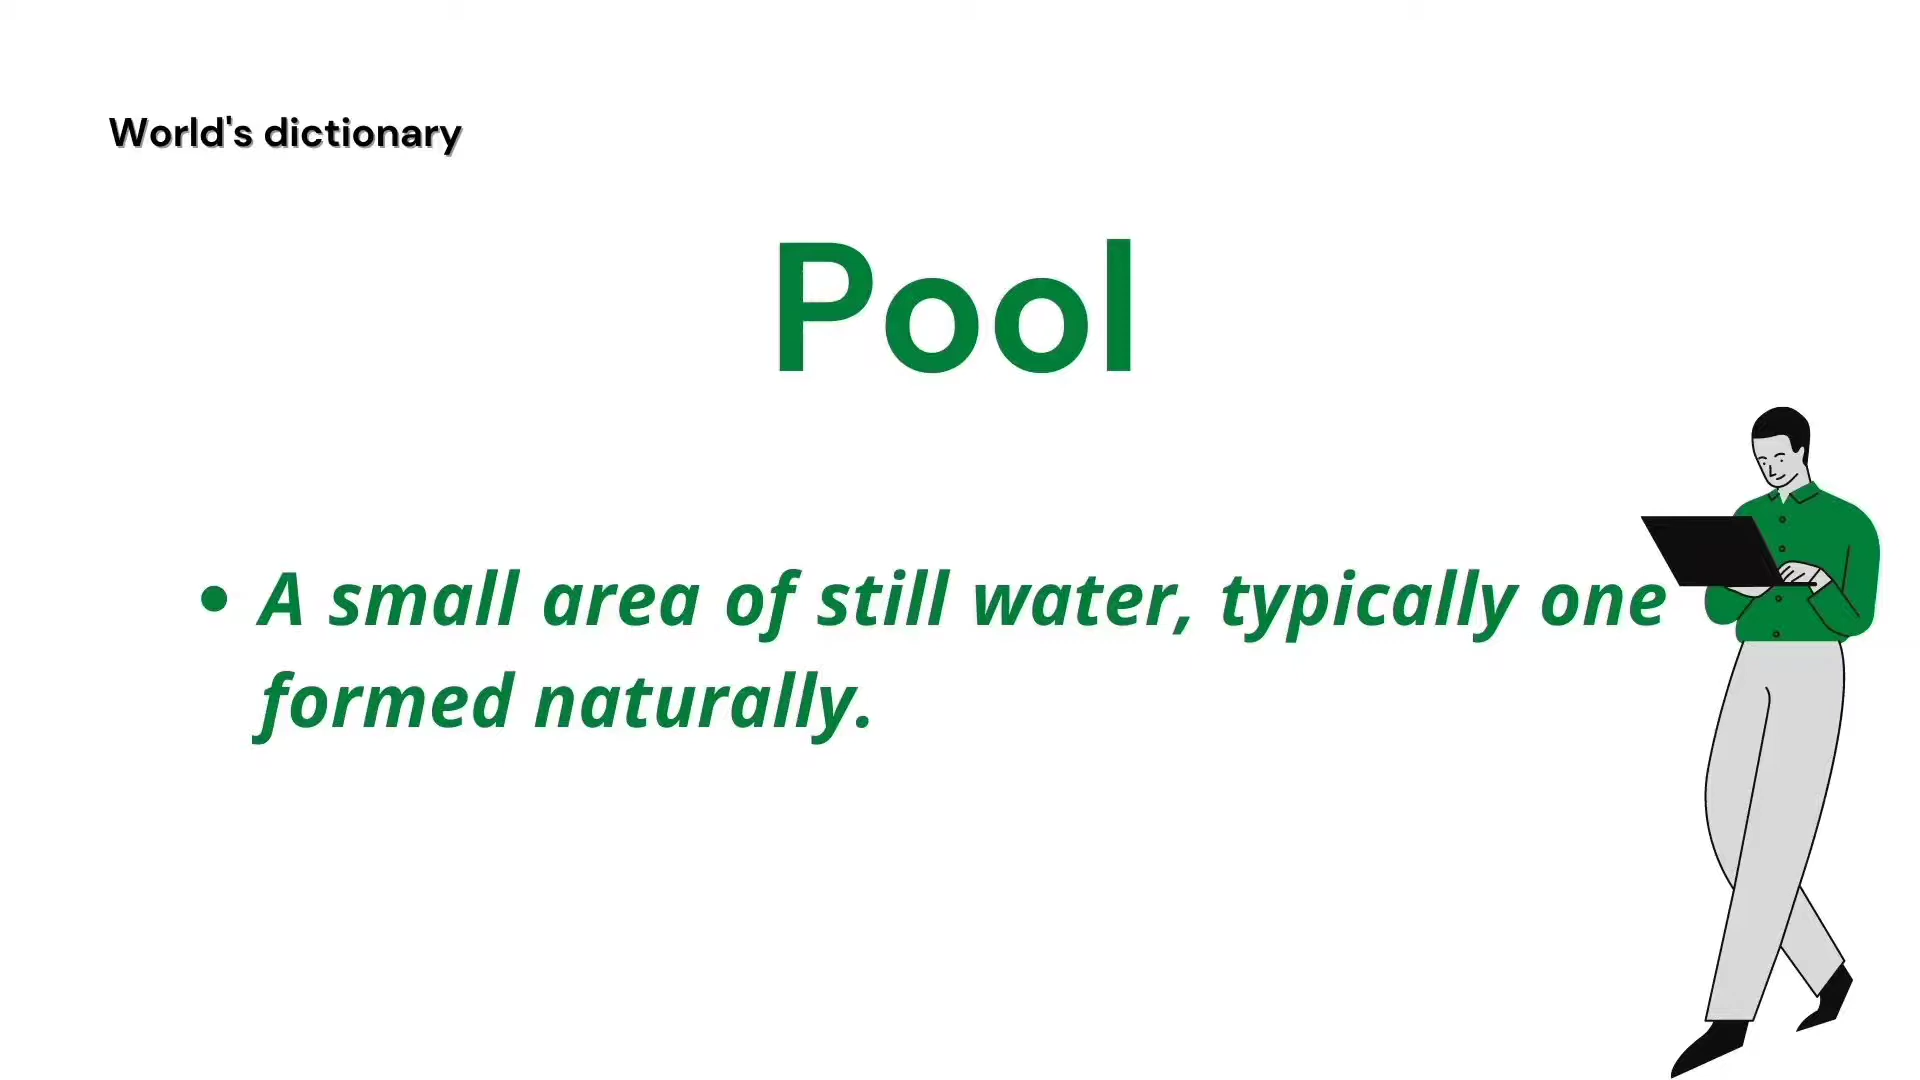 World's dictionary
Pool
• A small area of still water, typically one
formed naturally.